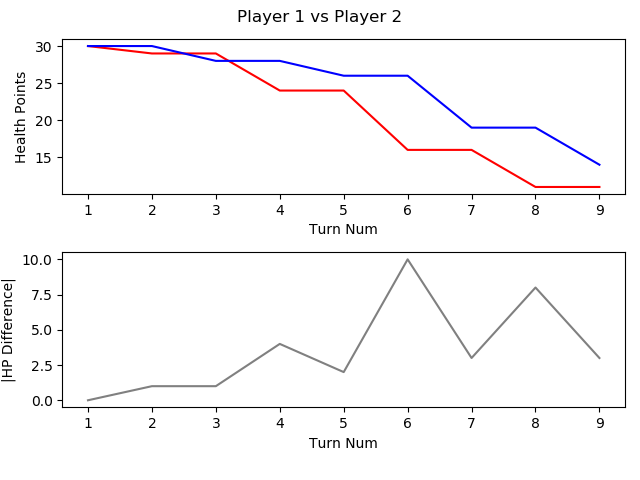 Player 1 vs Player 2
30
25
20
15
Health Points
1 2 3 4 5 6 7 8 9
Turn Num
10.0
7.5
5.0
2.5
0.0
|HP Difference|
1 2 3 4 5 6 7 8 9
Turn Num